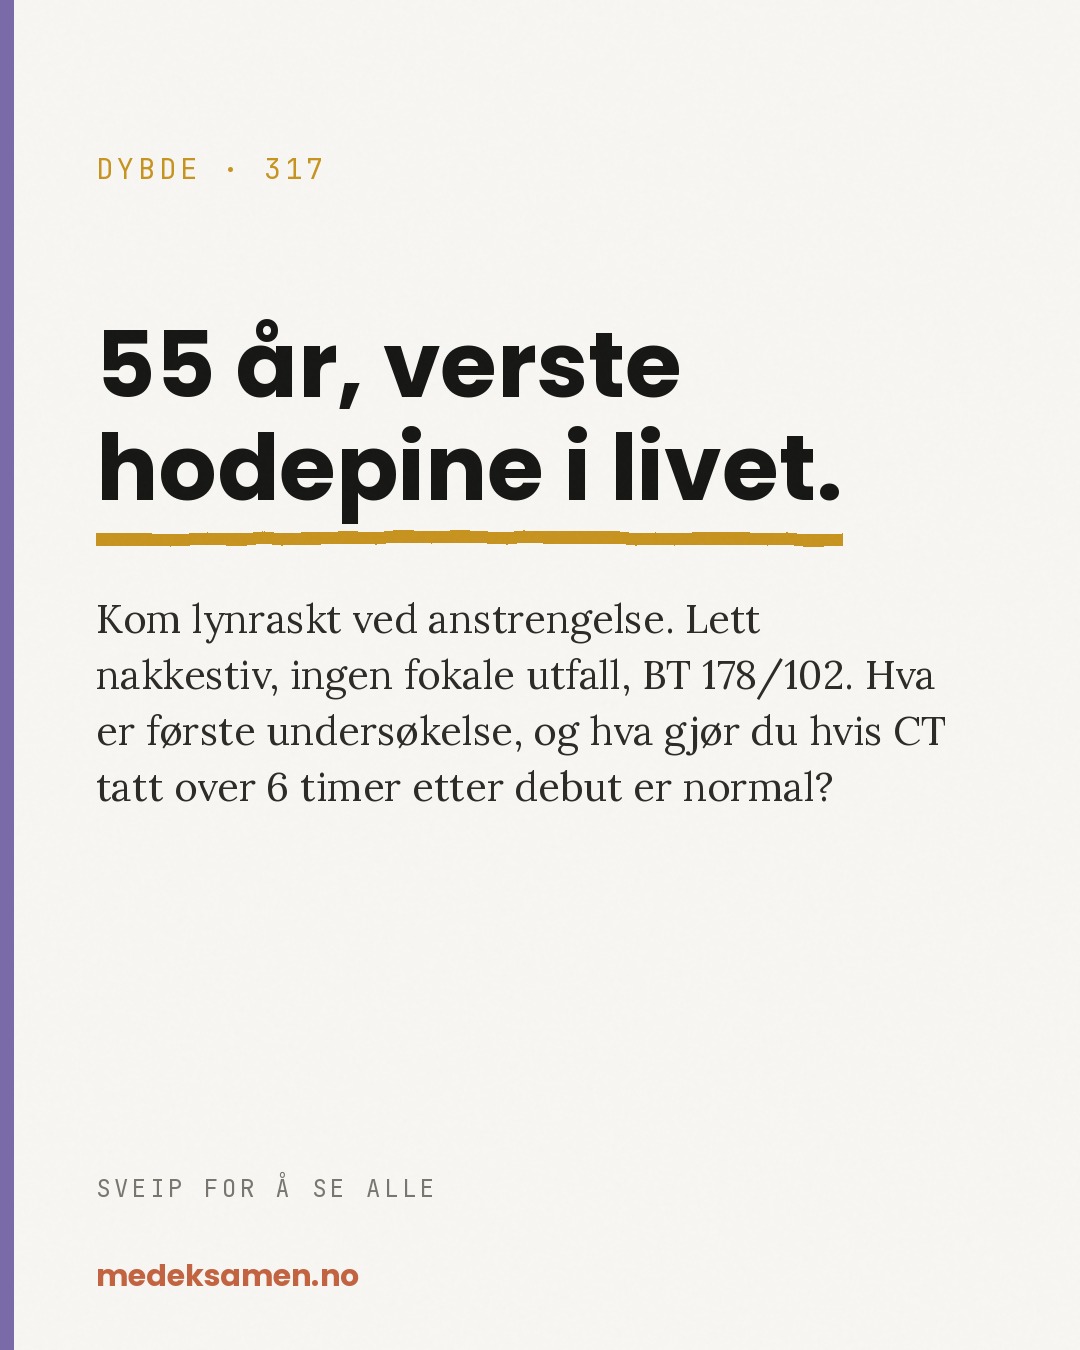 DYBDE · 317
55 år, verste
hodepine i livet.
Kom lynraskt ved anstrengelse. Lett
nakkestiv, ingen fokale utfall, BT 178/102. Hva
er første undersøkelse, og hva gjør du hvis CT
tatt over 6 timer etter debut er normal?
SVEIP FOR Å SE ALLE
medeksamen.no